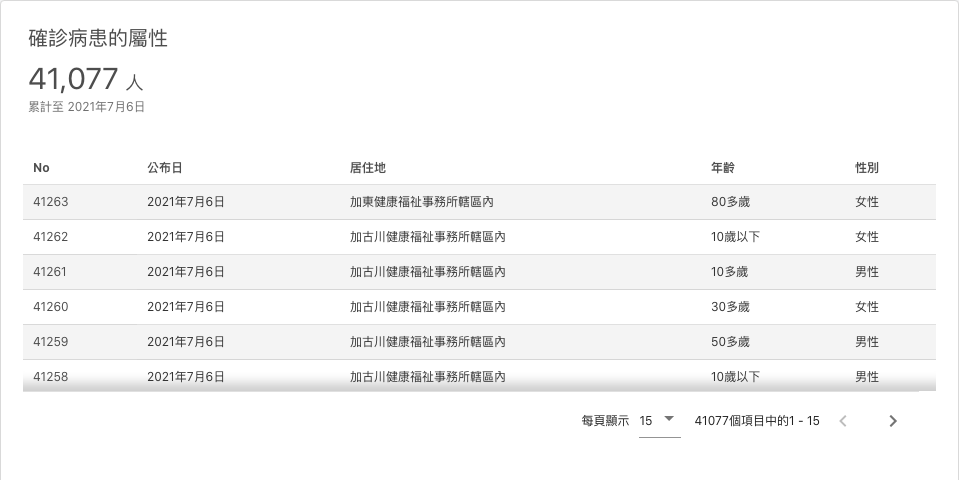 確診病患的屬性
41,077 人
累計至 2021年7月6日
No 公布日 居住地 年齡 性別
41263 2021年7月6日 加東健康福祉事務所轄區內 80多歲 女性
41262 2021年7月6日 加古川健康福祉事務所轄區內 10歲以下 女性
41261 2021年7月6日 加古川健康福祉事務所轄區內 10多歲 男性
41260 2021年7月6日 加古川健康福祉事務所轄區內 30多歲 女性
41259 2021年7月6日 加古川健康福祉事務所轄區內 50多歲 男性
41258 2021年7月6日 加古川健康福祉事務所轄區內 10歲以下 男性
每頁顯示 15 41077個項目中的1 - 15